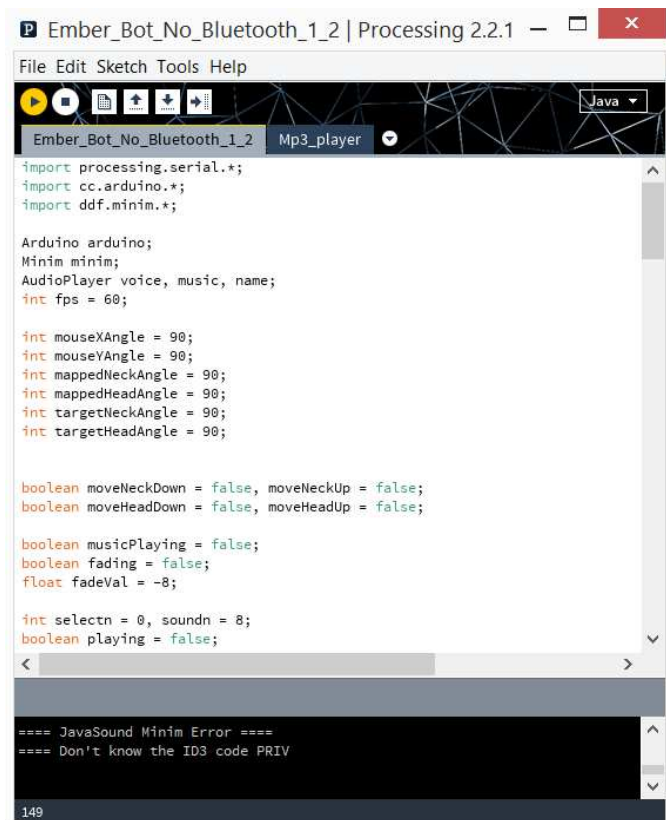 Ember_Bot_No_Bluetooth_1_2 | Processing 2.2.1
File Edit Sketch Tools Help
Java
Ember_Bot_No_Bluetooth_1_2 Mp3_player
import processing.serial.*;
import cc.arduino.*;
import ddf.minim.*;
Arduino arduino;
Minim minim;
AudioPlayer voice, music, name;
int fps = 60;
int mouseXAngle = 90;
int mouseYAngle = 90;
int mappedNeckAngle = 90;
int mappedHeadAngle = 90;
int targetNeckAngle = 90;
int targetHeadAngle = 90;
boolean moveNeckDown = false, moveNeckUp = false;
boolean moveHeadDown = false, moveHeadUp = false;
boolean musicPlaying = false;
boolean fading = false;
float fadeVal = -8;
int selectn = 0, soundn = 8;
boolean playing = false;
==== JavaSound Minim Error ====
==== Don't know the ID3 code PRIV
149